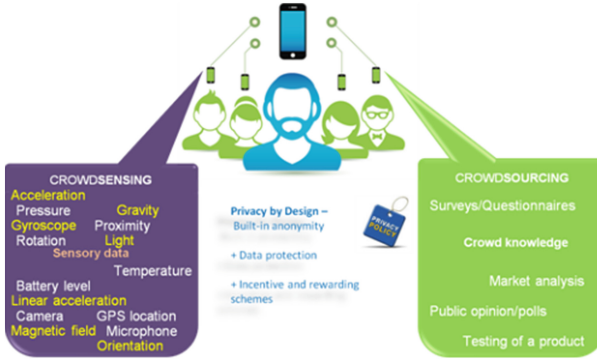 CROWDSENSING
Acceleration
Pressure Gravity
Gyroscope Proximity
Rotation Light
Sensory data
Temperature
Battery level
Linear acceleration
Camera GPS location
Magnetic field Microphone
Orientation
Privacy by Design –
Built-in anonymity
+ Data protection
+ Incentive and rewarding
schemes
PRIVACY
POLICY
CROWDSOURCING
Surveys/Questionnaires
Crowd knowledge
Market analysis
Public opinion/polls
Testing of a product